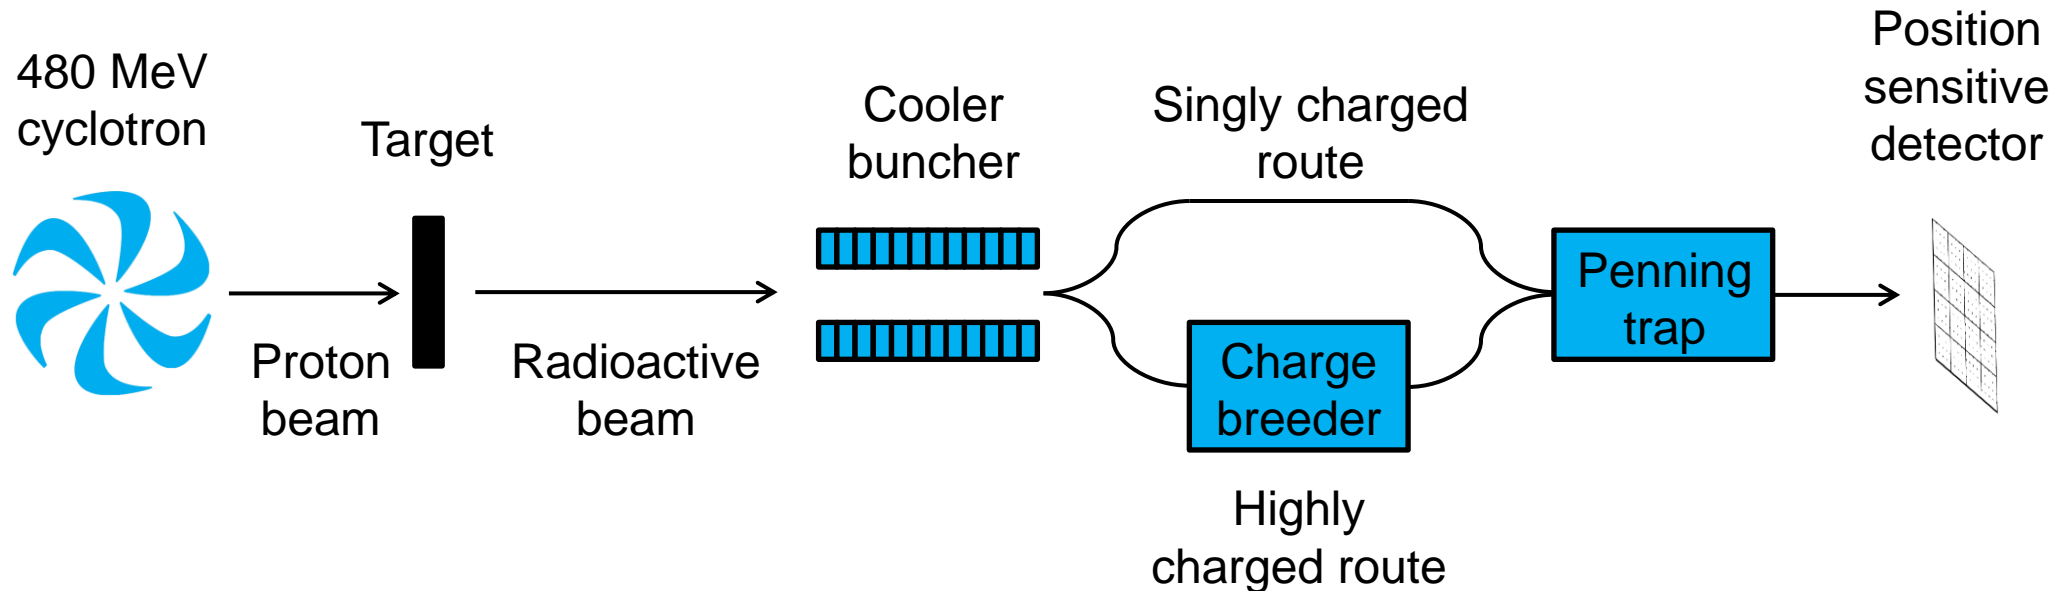 480 MeV
cyclotron
Proton
beam
Target
Radioactive
beam
Cooler
buncher
Singly charged
route
Charge
breeder
Highly
charged route
Penning
trap
Position
sensitive
detector